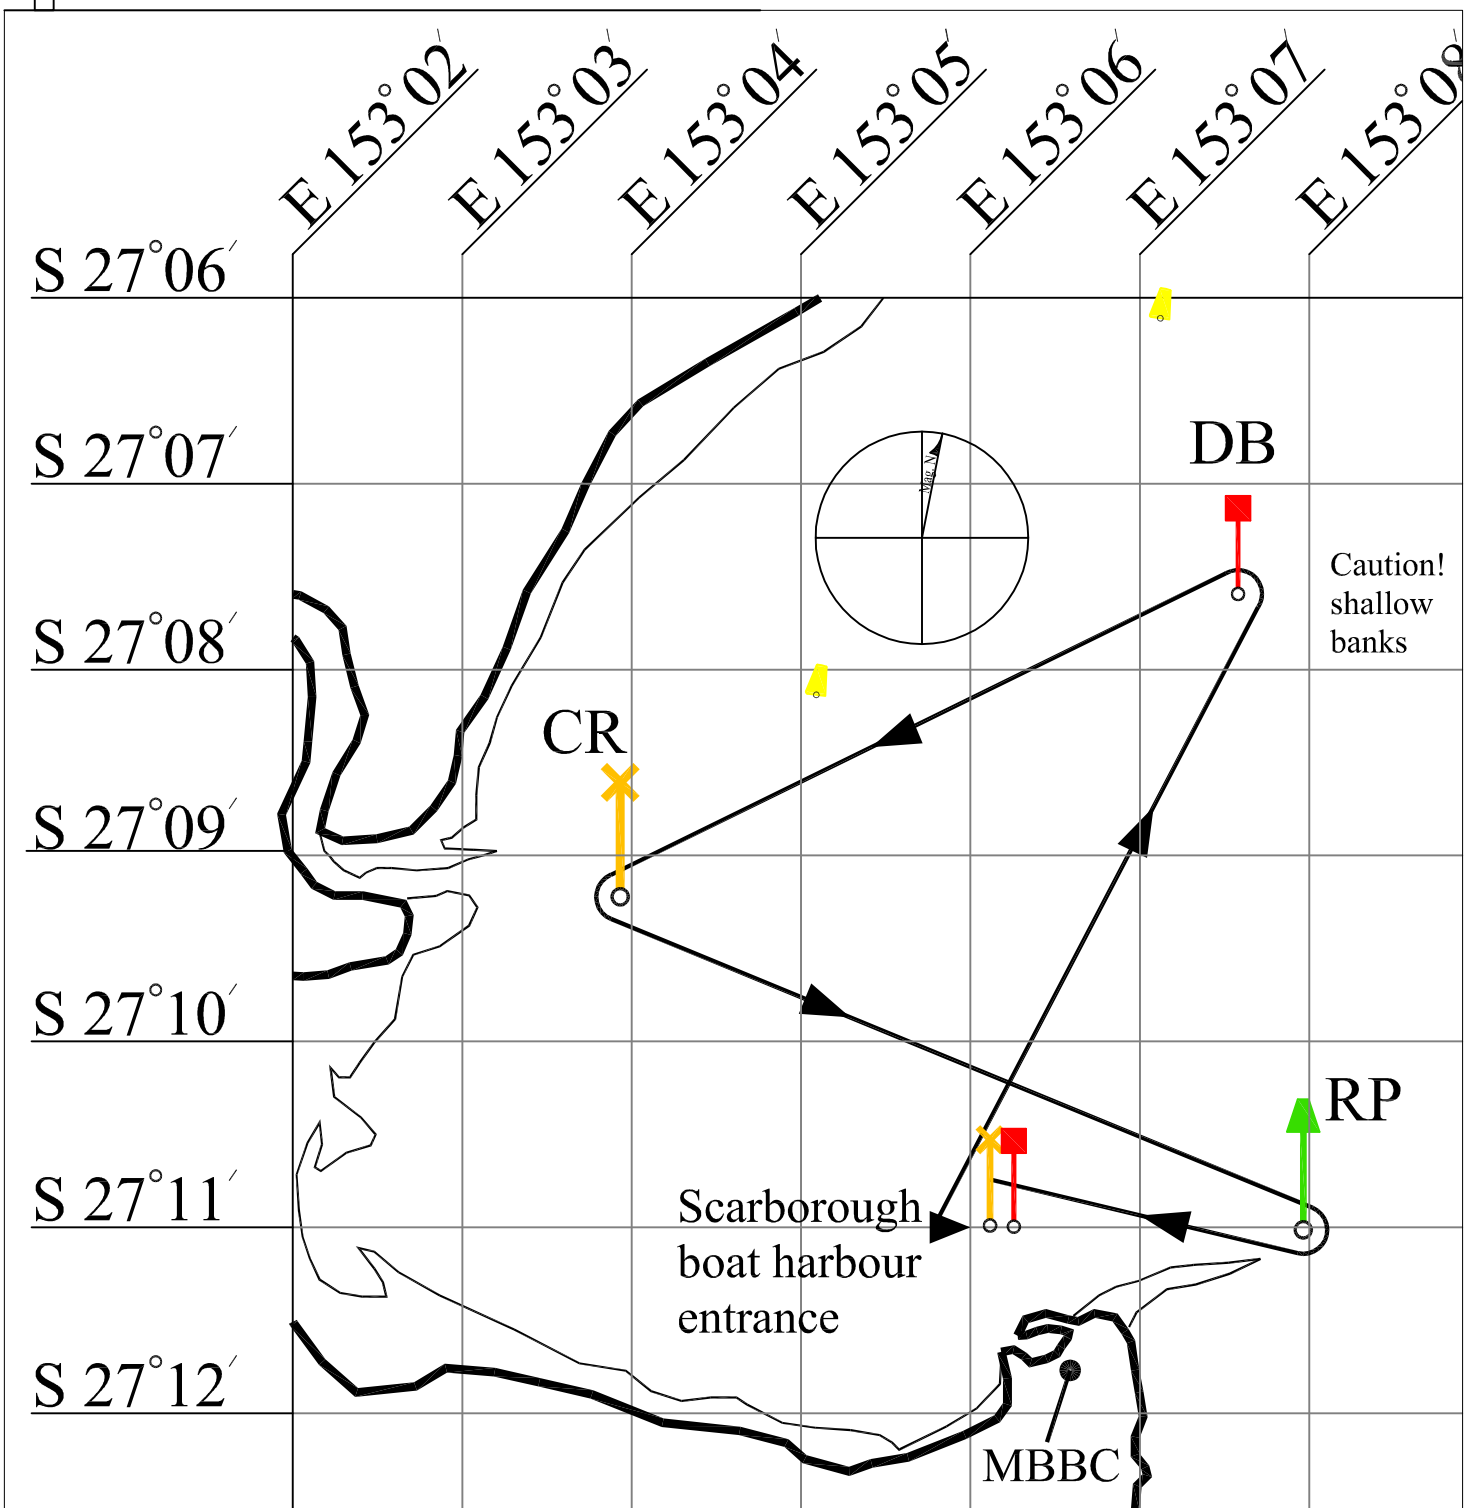 E 153°02′
E 153°03′
E 153°04′
E 153°05′
E 153°06′
E 153°07′
E 153°08′
S 27°06′
S 27°07′
DB
Mag. N
Caution!
shallow
banks
S 27°08′
CR
S 27°09′
S 27°10′
RP
S 27°11′
Scarborough
boat harbour
entrance
S 27°12′
MBBC